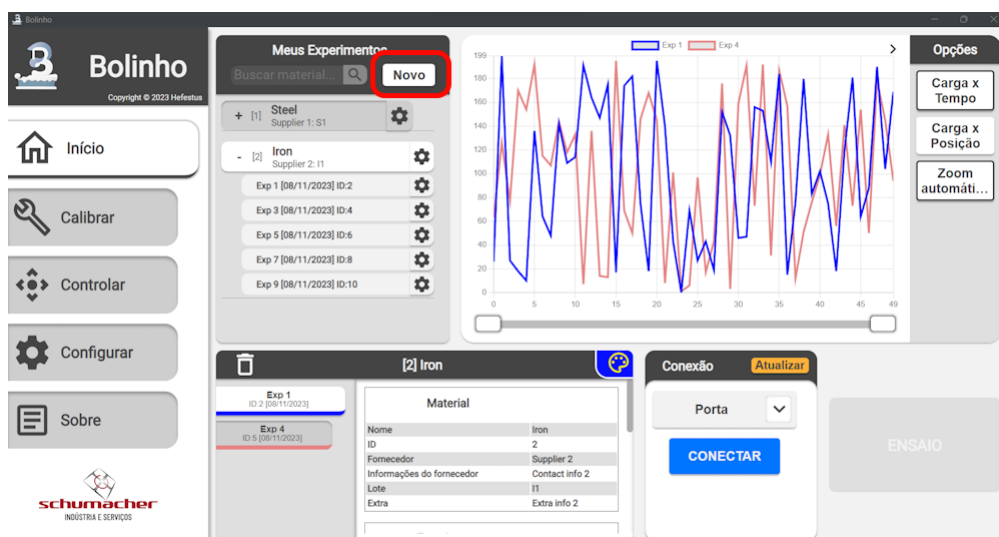 Bolinho
Bolinho
Copyright © 2023 Hefestus
Início
Calibrar
Controlar
Configurar
Sobre
schumacher
INDÚSTRIA E SERVIÇOS
Meus Experimentos
Buscar material...
Novo
+ [1] Steel
Supplier 1: S1
- [2] Iron
Supplier 2: I1
Exp 1 [08/11/2023] ID:2
Exp 3 [08/11/2023] ID:4
Exp 5 [08/11/2023] ID:6
Exp 7 [08/11/2023] ID:8
Exp 9 [08/11/2023] ID:10
Exp 1 Exp 4
199
180
160
140
120
100
80
60
40
20
0
0 5 10 15 20 25 30 35 40 45 49
Opções
Carga x
Tempo
Carga x
Posição
Zoom
automáti...
[2] Iron
Exp 1
ID:2 [08/11/2023]
Exp 4
ID:5 [08/11/2023]
Material
Nome Iron
ID 2
Fornecedor Supplier 2
Informações do fornecedor Contact info 2
Lote I1
Extra Extra info 2
Conexão Atualizar
Porta
CONECTAR
ENSAIO